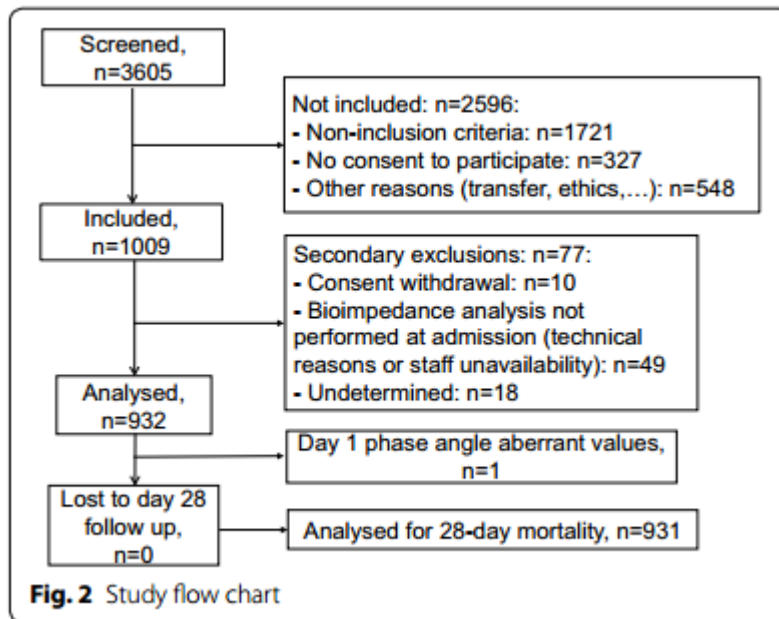 Screened,
n=3605
Not included: n=2596:
- Non-inclusion criteria: n=1721
- No consent to participate: n=327
- Other reasons (transfer, ethics,…): n=548
Included,
n=1009
Secondary exclusions: n=77:
- Consent withdrawal: n=10
- Bioimpedance analysis not
performed at admission (technical
reasons or staff unavailability): n=49
- Undetermined: n=18
Analysed,
n=932
Day 1 phase angle aberrant values,
n=1
Lost to day 28
follow up,
n=0
Analysed for 28-day mortality, n=931
Fig. 2 Study flow chart